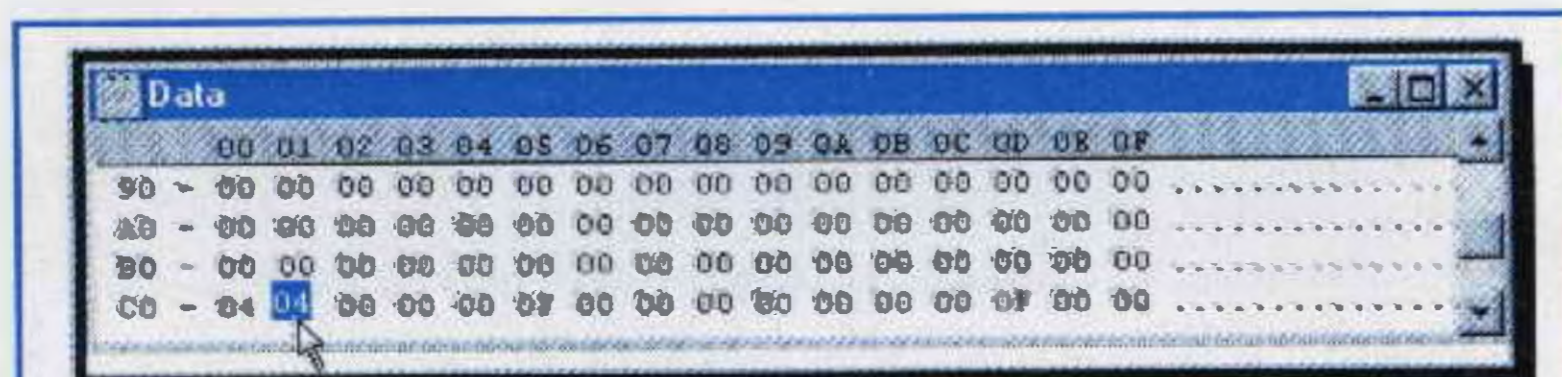 Data
00 01 02 03 04 05 06 07 08 09 0A 0B 0C 0D 0E 0F
90 - 00 00 00 00 00 00 00 00 00 00 00 00 00 00 00 00 ................
A0 - 00 00 00 00 00 00 00 00 00 00 00 00 00 00 00 00 ................
B0 - 00 00 00 00 00 00 00 00 00 00 00 00 00 00 00 00 ................
C0 - 04 04 00 00 00 00 00 00 00 00 00 00 00 00 ................